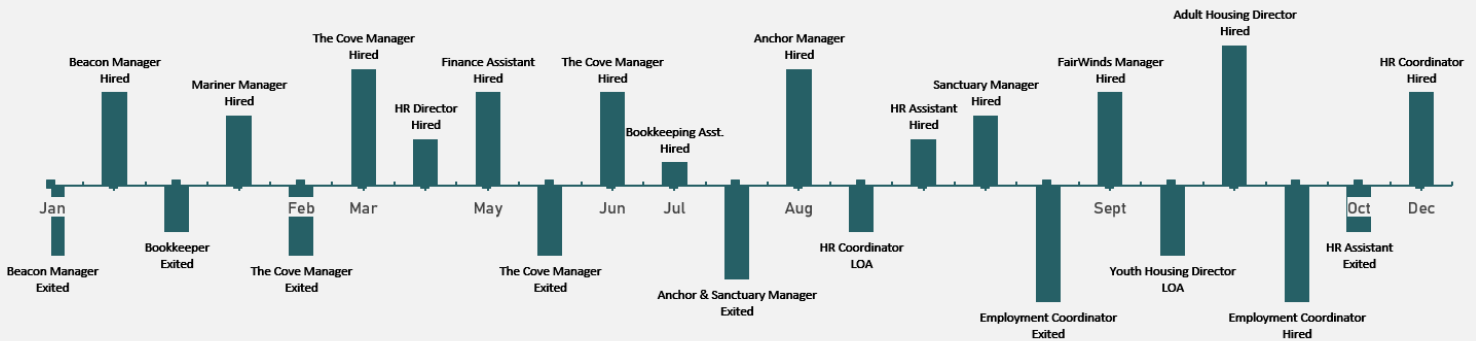 Adult Housing Director
Hired
The Cove Manager
Hired
Anchor Manager
Hired
Beacon Manager
Hired
Finance Assistant
Hired
The Cove Manager
Hired
FairWinds Manager
Hired
HR Coordinator
Hired
Mariner Manager
Hired
Sanctuary Manager
Hired
HR Director
Hired
HR Assistant
Hired
Bookkeeping Asst.
Hired
Jan
Feb
Mar
May
Jun
Jul
Aug
Sept
Oct
Dec
Bookkeeper
Exited
HR Coordinator
LOA
HR Assistant
Exited
Beacon Manager
Exited
The Cove Manager
Exited
The Cove Manager
Exited
Youth Housing Director
LOA
Anchor & Sanctuary Manager
Exited
Employment Coordinator
Exited
Employment Coordinator
Hired